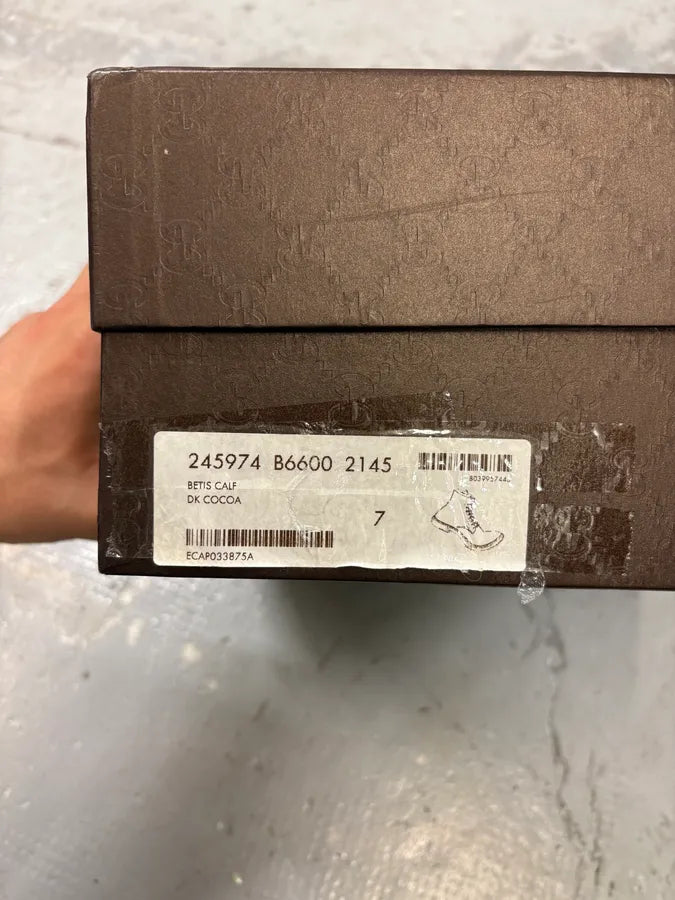 245974 B6600 2145
BETIS CALF
DK COCOA
7
ECAP033875A